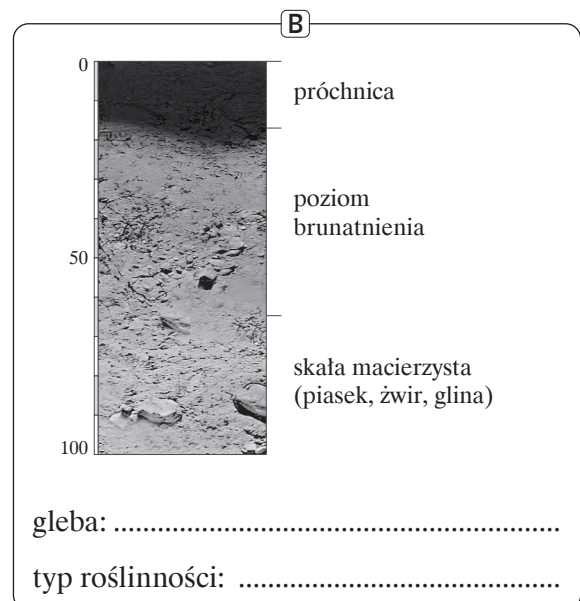 B
0
próchnica
poziom
brunatnienia
50
skała macierzysta
(piasek, żwir, glina)
100
gleba: ................................................................
typ roślinności: ..............................................